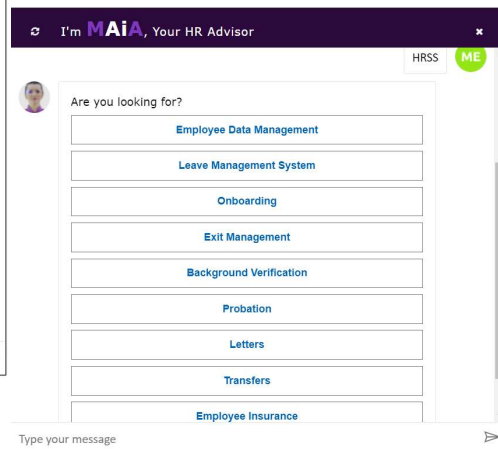 I'm MAiA, Your HR Advisor
HRSS
ME
Are you looking for?
Employee Data Management
Leave Management System
Onboarding
Exit Management
Background Verification
Probation
Letters
Transfers
Employee Insurance
Type your message